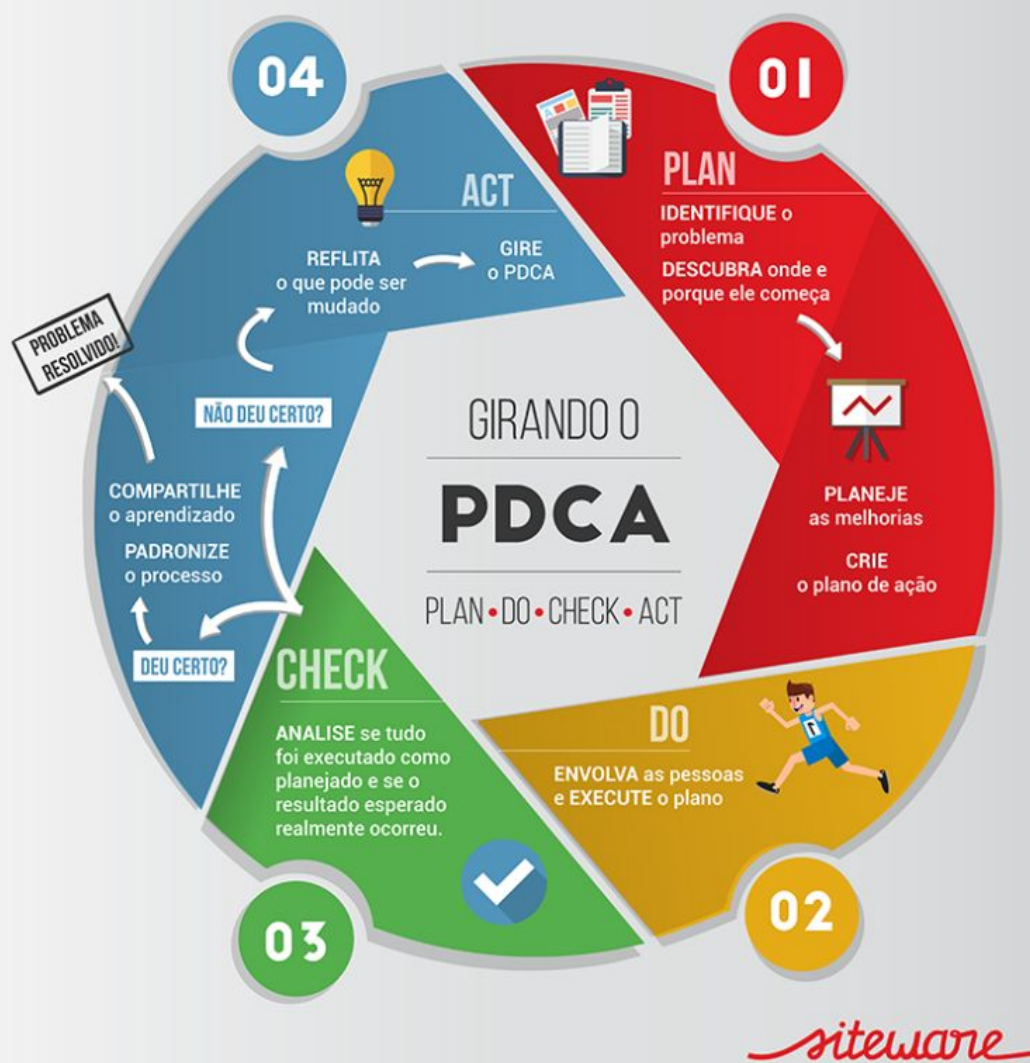 GIRANDO O
PDCA
PLAN•DO•CHECK•ACT
01
PLAN
IDENTIFIQUE o
problema
DESCUBRA onde e
porque ele começa
PLANEJE
as melhorias
CRIE
o plano de ação
02
DO
ENVOLVA as pessoas
e EXECUTE o plano
03
CHECK
ANALISE se tudo
foi executado como
planejado e se o
resultado esperado
realmente ocorreu.
04
ACT
DEU CERTO?
PADRONIZE
o processo
COMPARTILHE
o aprendizado
PROBLEMA
RESOLVIDO!
NÃO DEU CERTO?
REFLITA
o que pode ser
mudado
GIRE
o PDCA
siteware